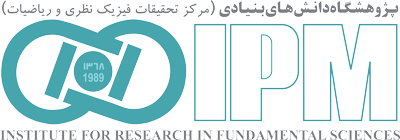 پژوهشگاه دانش‌های بنیادی (مرکز تحقیقات فیزیک نظری و ریاضیات)
۱۳۶۸
1989
IPM
INSTITUTE FOR RESEARCH IN FUNDAMENTAL SCIENCES